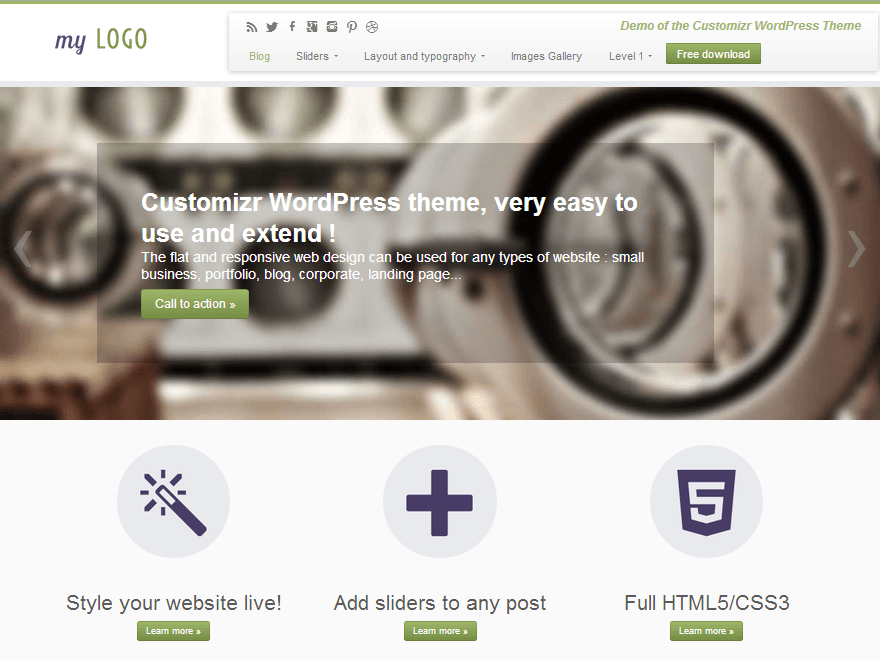 my LOGO
Demo of the Customizr WordPress Theme
Blog Sliders Layout and typography Images Gallery Level 1 Free download
Customizr WordPress theme, very easy to
use and extend !
The flat and responsive web design can be used for any types of website : small
business, portfolio, blog, corporate, landing page...
Call to action »
Style your website live! Add sliders to any post Full HTML5/CSS3
Learn more » Learn more » Learn more »